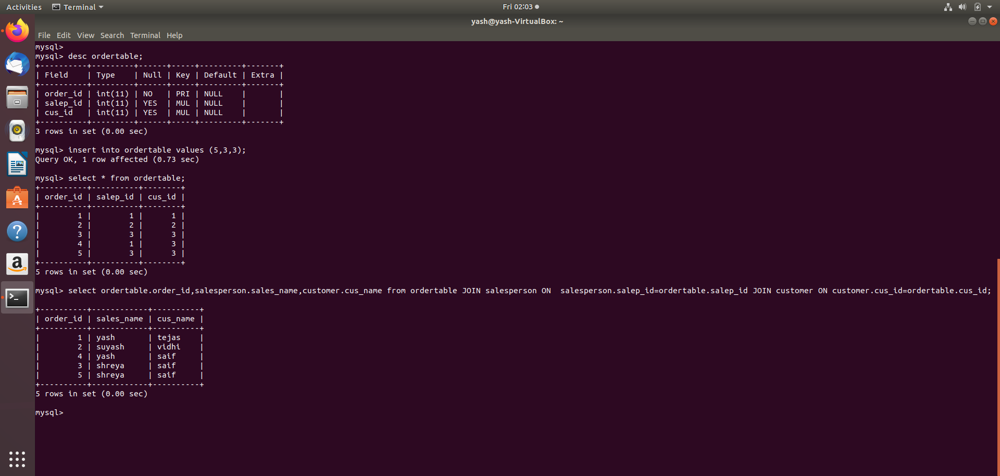 Activities Terminal Fri 02:03
yash@yash-VirtualBox: ~
File Edit View Search Terminal Help
mysql>
mysql> desc ordertable;
+----------+---------+------+-----+---------+-------+
| Field    | Type    | Null | Key | Default | Extra |
+----------+---------+------+-----+---------+-------+
| order_id | int(11) | NO   | PRI | NULL    |       |
| salep_id | int(11) | YES  | MUL | NULL    |       |
| cus_id   | int(11) | YES  | MUL | NULL    |       |
+----------+---------+------+-----+---------+-------+
3 rows in set (0.00 sec)
mysql> insert into ordertable values (5,3,3);
Query OK, 1 row affected (0.73 sec)
mysql> select * from ordertable;
+----------+----------+--------+
| order_id | salep_id | cus_id |
+----------+----------+--------+
|        1 |        1 |      1 |
|        2 |        2 |      2 |
|        3 |        3 |      3 |
|        4 |        1 |      3 |
|        5 |        3 |      3 |
+----------+----------+--------+
5 rows in set (0.00 sec)
mysql> select ordertable.order_id,salesperson.sales_name,customer.cus_name from ordertable JOIN salesperson ON  salesperson.salep_id=ordertable.salep_id JOIN customer ON customer.cus_id=ordertable.cus_id;
+----------+------------+----------+
| order_id | sales_name | cus_name |
+----------+------------+----------+
|        1 | yash       | tejas    |
|        2 | suyash     | vidhi    |
|        4 | yash       | saif     |
|        3 | shreya     | saif     |
|        5 | shreya     | saif     |
+----------+------------+----------+
5 rows in set (0.00 sec)
mysql>